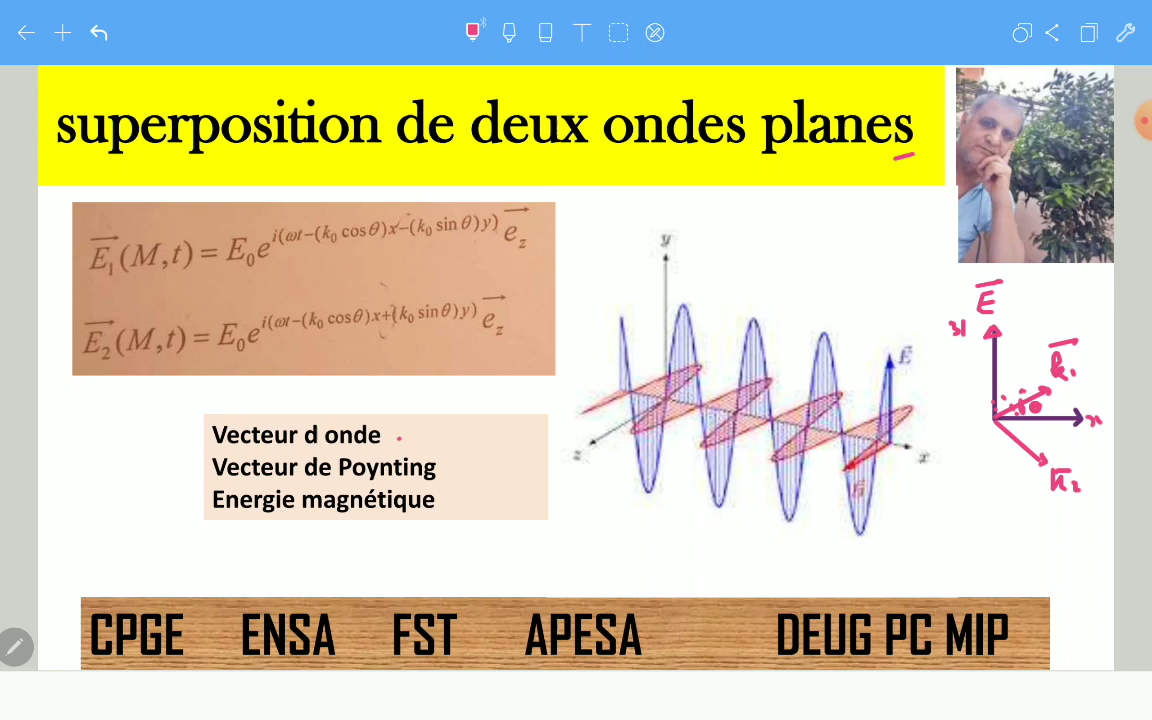 superposition de deux ondes planes
E₁(M,t) = E₀e^{i(ωt−(k₀ cosθ)x−(k₀ sinθ)y)} e_z
E₂(M,t) = E₀e^{i(ωt−(k₀ cosθ)x+(k₀ sinθ)y)} e_z
Vecteur d onde
Vecteur de Poynting
Energie magnétique
y
E
z
x
E
k₁
θ
x
k₂
CPGE ENSA FST APESA DEUG PC MIP